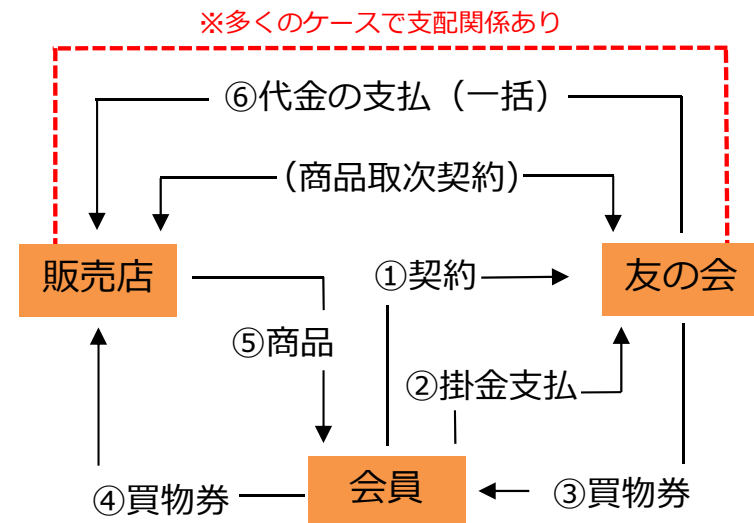 ※多くのケースで支配関係あり
⑥代金の支払（一括）
（商品取次契約）
販売店
①契約
友の会
⑤商品
②掛金支払
④買物券
会員
③買物券